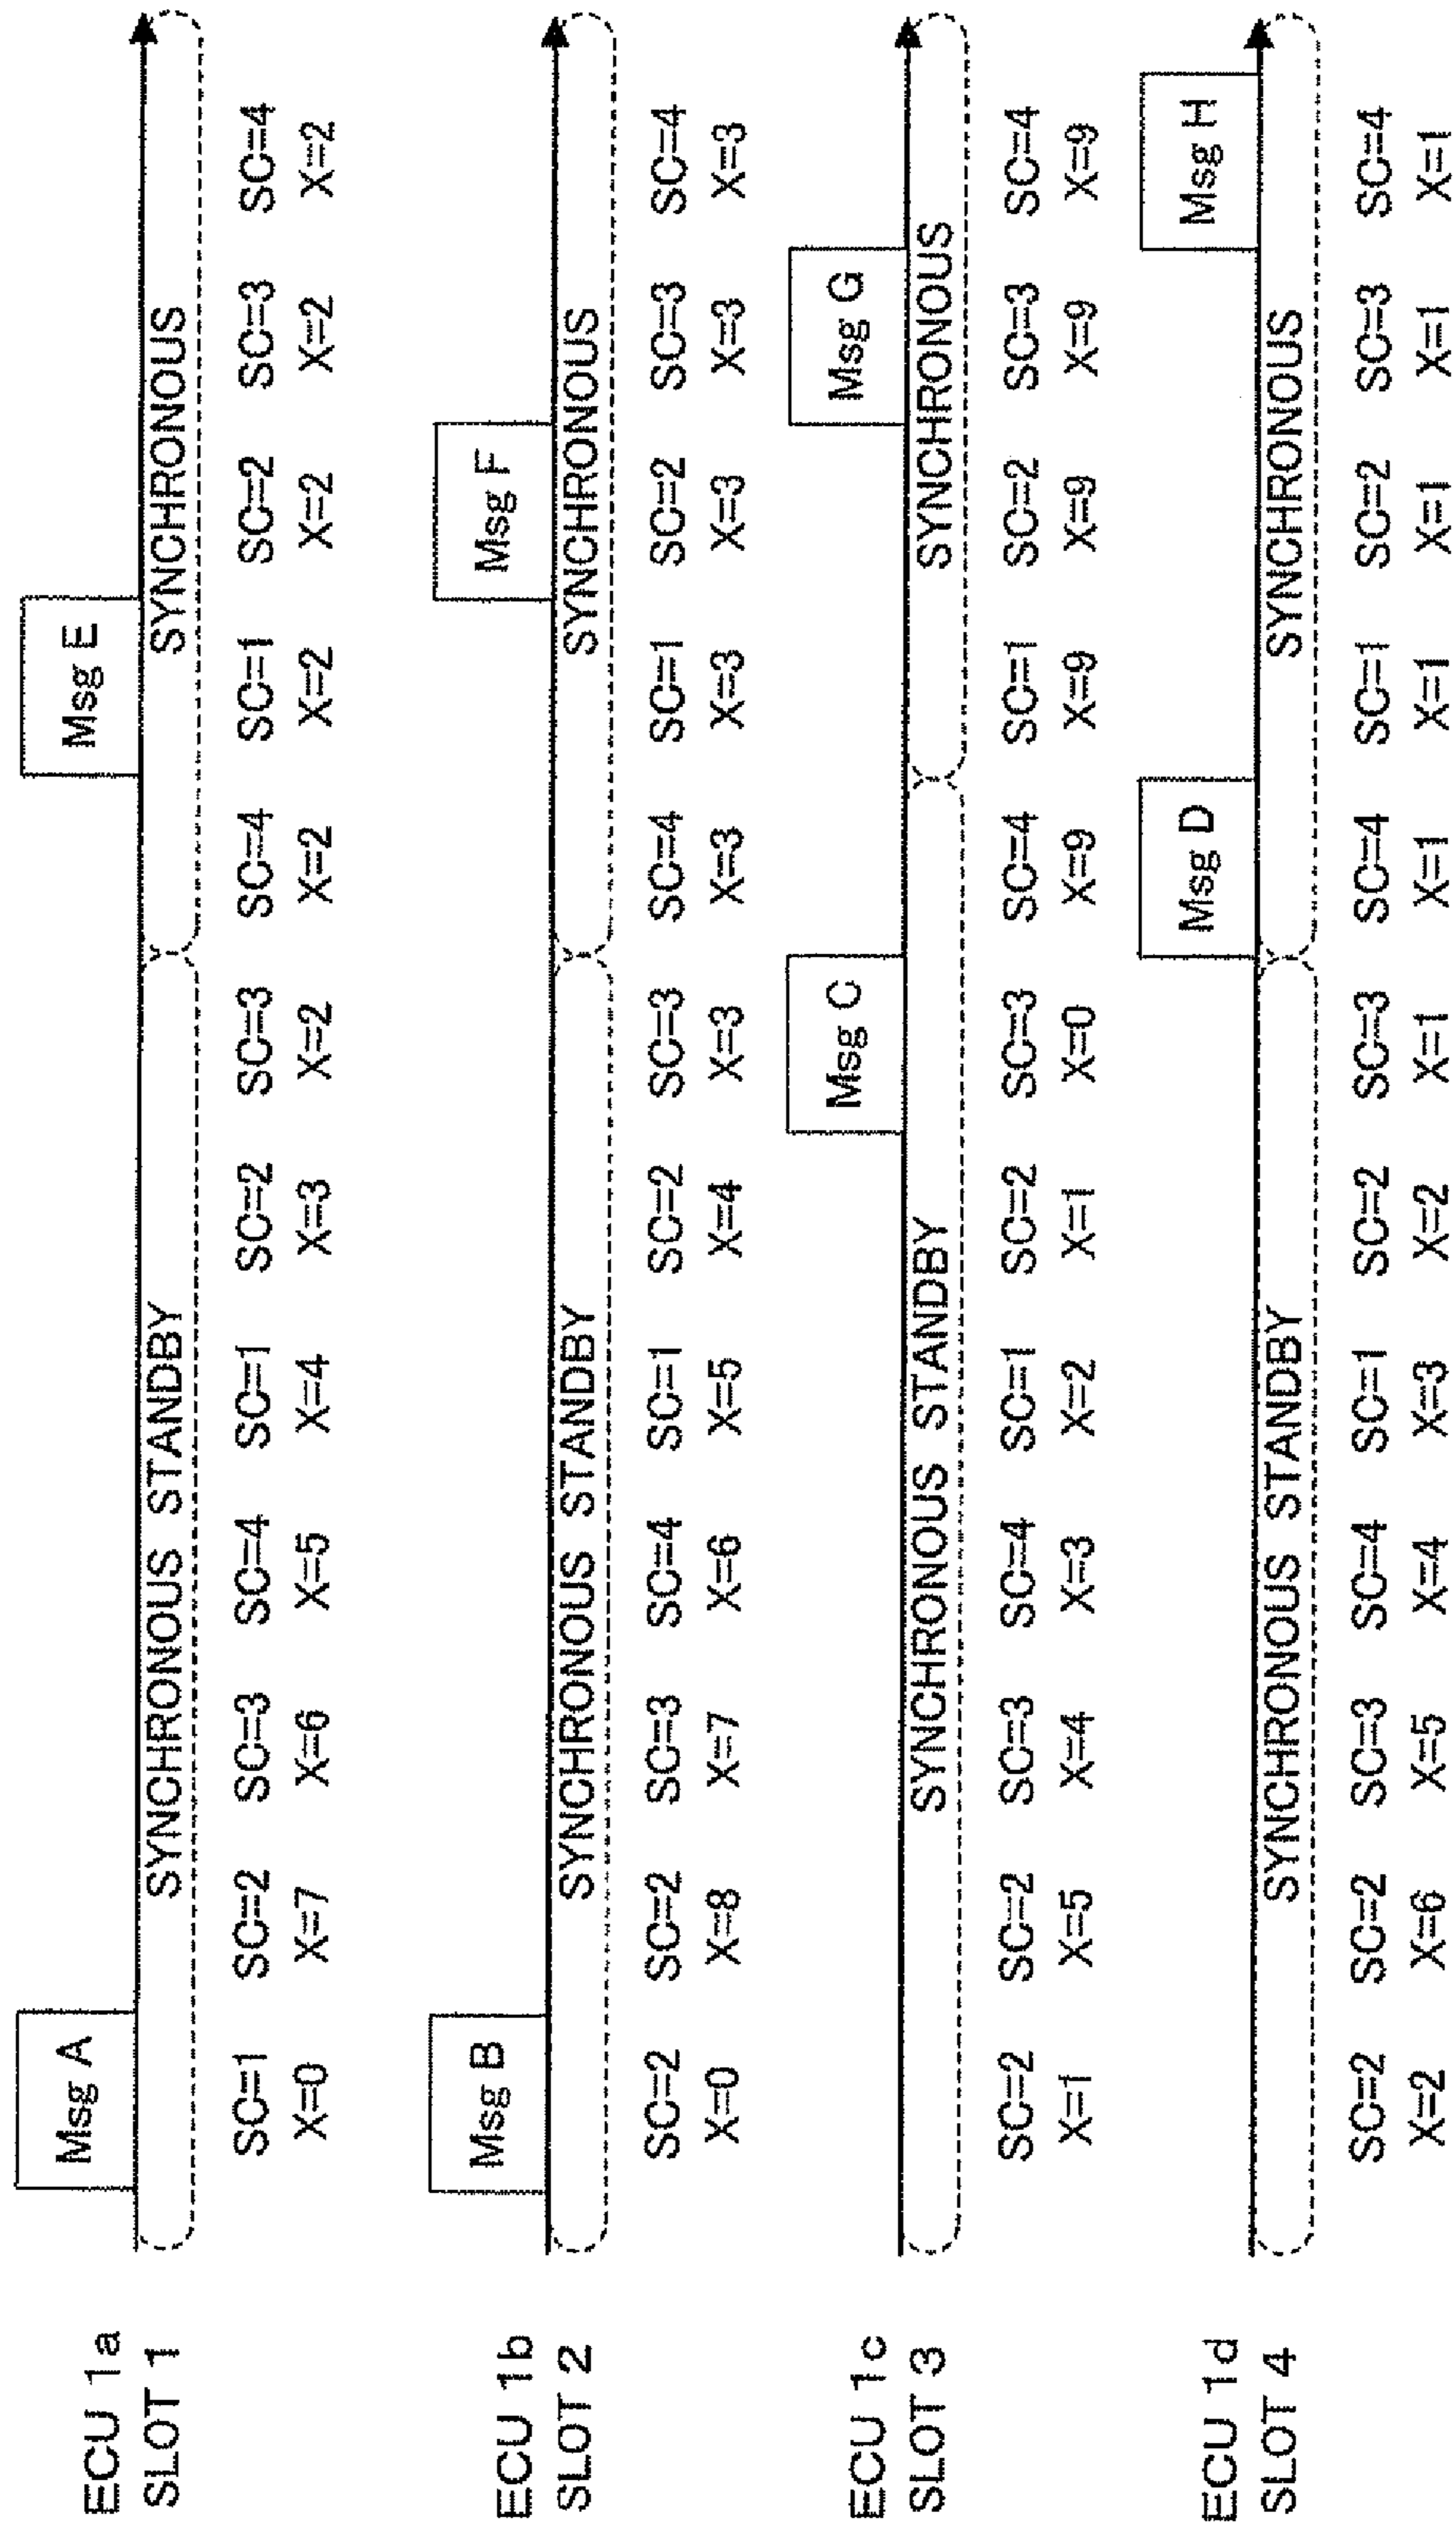 ECU 1a
SLOT 1
Msg A
Msg E
SYNCHRONOUS STANDBY
SYNCHRONOUS
SC=1 SC=2 SC=3 SC=4 SC=1 SC=2 SC=3 SC=4 SC=1 SC=2 SC=3 SC=4
X=0 X=7 X=6 X=5 X=4 X=3 X=2 X=2 X=2 X=2 X=2 X=2
ECU 1b
SLOT 2
Msg B
Msg F
SYNCHRONOUS STANDBY
SYNCHRONOUS
SC=2 SC=2 SC=3 SC=4 SC=1 SC=2 SC=3 SC=4 SC=1 SC=2 SC=3 SC=4
X=0 X=8 X=7 X=6 X=5 X=4 X=3 X=3 X=3 X=3 X=3 X=3
ECU 1c
SLOT 3
Msg C
Msg G
SYNCHRONOUS STANDBY
SYNCHRONOUS
SC=2 SC=2 SC=3 SC=4 SC=1 SC=2 SC=3 SC=4 SC=1 SC=2 SC=3 SC=4
X=1 X=5 X=4 X=3 X=2 X=1 X=0 X=9 X=9 X=9 X=9 X=9
ECU 1d
SLOT 4
Msg D
Msg H
SYNCHRONOUS STANDBY
SYNCHRONOUS
SC=2 SC=2 SC=3 SC=4 SC=1 SC=2 SC=3 SC=4 SC=1 SC=2 SC=3 SC=4
X=2 X=6 X=5 X=4 X=3 X=2 X=1 X=1 X=1 X=1 X=1 X=1